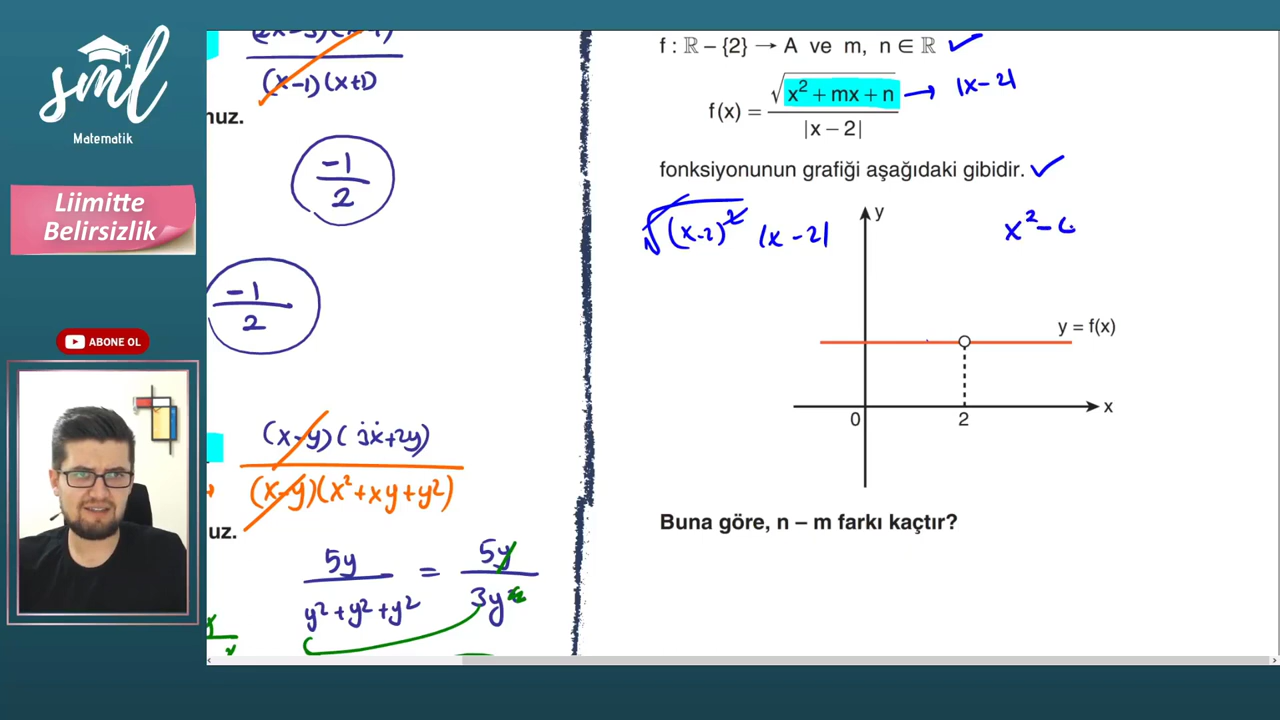 sml
Matematik
Liimitte
Belirsizlik
ABONE OL
(x-1)(x+1)
nuz.
-1
2
-1
2
(x-y)(3x+2y)
(x-y)(x²+xy+y²)
uz.
5y
y²+y²+y²
=
5y
3y
f : ℝ – {2} → A ve m, n ∈ ℝ
f(x) = √(x² + mx + n) / |x – 2|
→ |x-2|
fonksiyonunun grafiği aşağıdaki gibidir.
√(x-2)² |x-2|
x²-
y
y = f(x)
0
2
x
Buna göre, n – m farkı kaçtır?